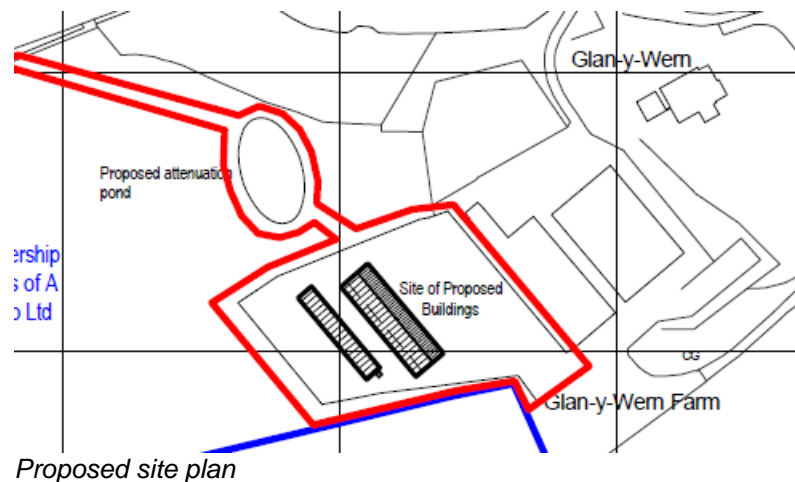 Glan-y-Wern
Proposed attenuation
pond
ership
s of A
o Ltd
Site of Proposed
Buildings
CG
Glan-y-Wern Farm
Proposed site plan